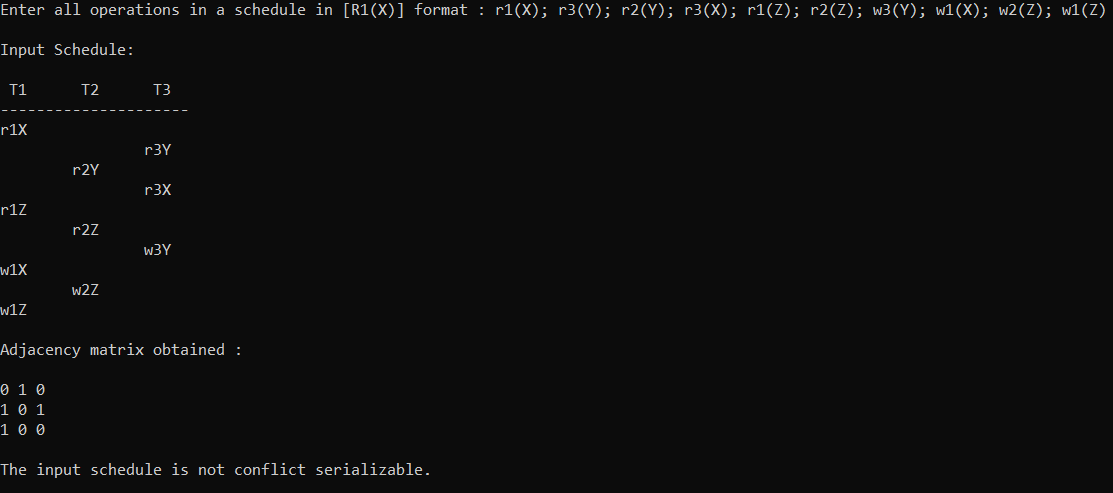 Enter all operations in a schedule in [R1(X)] format : r1(X); r3(Y); r2(Y); r3(X); r1(Z); r2(Z); w3(Y); w1(X); w2(Z); w1(Z)
Input Schedule:
T1 T2 T3
---------------------
r1X
r3Y
r2Y
r3X
r1Z
r2Z
w3Y
w1X
w2Z
w1Z
Adjacency matrix obtained :
0 1 0
1 0 1
1 0 0
The input schedule is not conflict serializable.